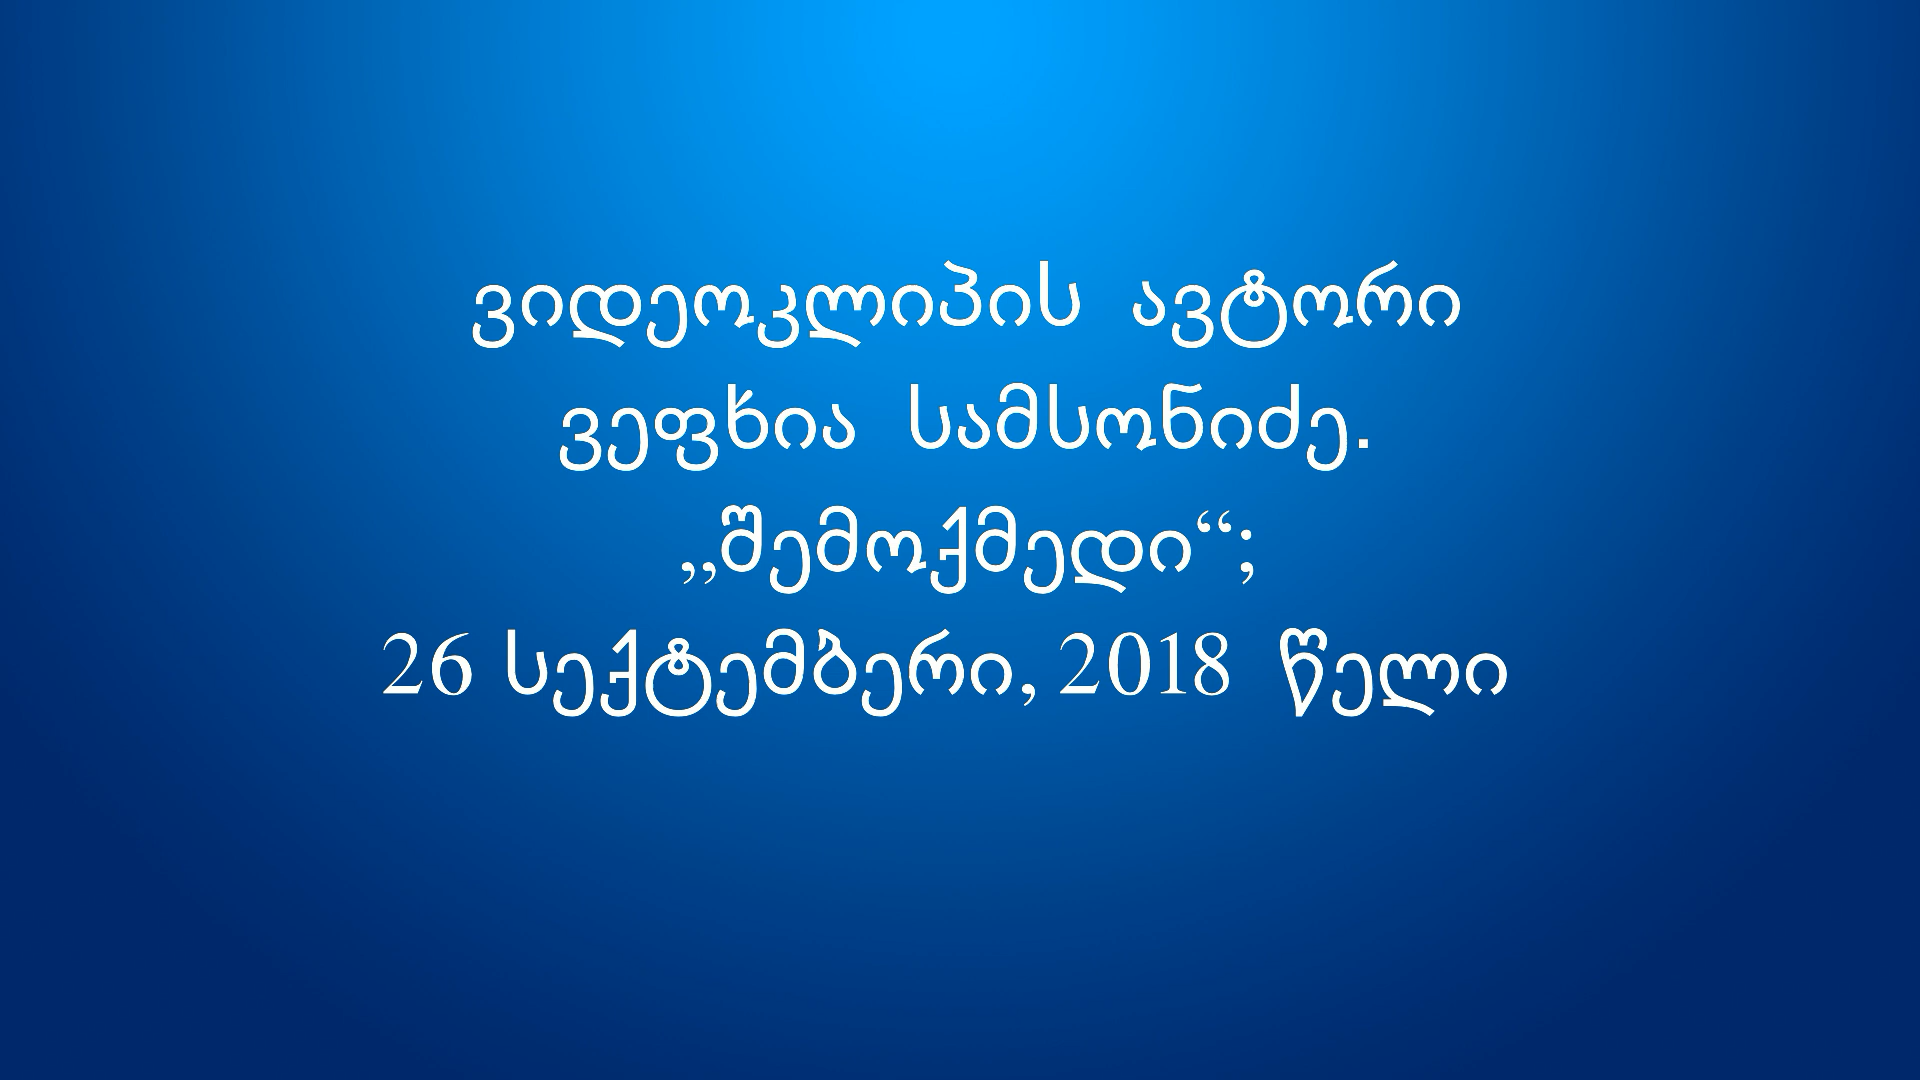 ვიდეოკლიპის ავტორი
ვეფხია სამსონიძე.
„შემოქმედი“;
26 სექტემბერი, 2018 წელი